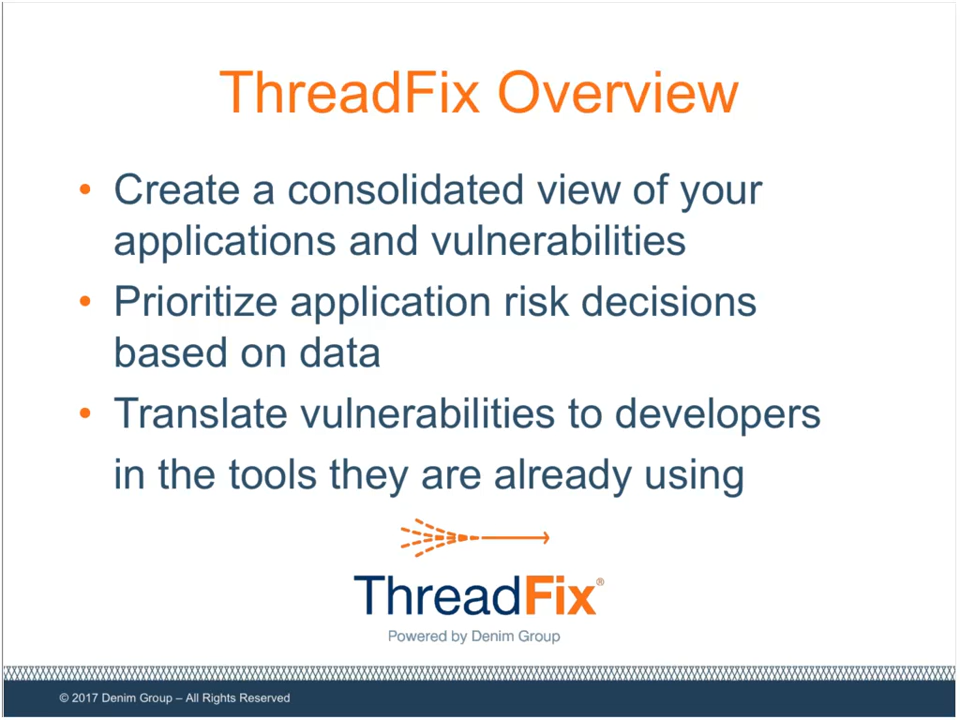 ThreadFix Overview
• Create a consolidated view of your
applications and vulnerabilities
• Prioritize application risk decisions
based on data
• Translate vulnerabilities to developers
in the tools they are already using
ThreadFix®
Powered by Denim Group
© 2017 Denim Group – All Rights Reserved